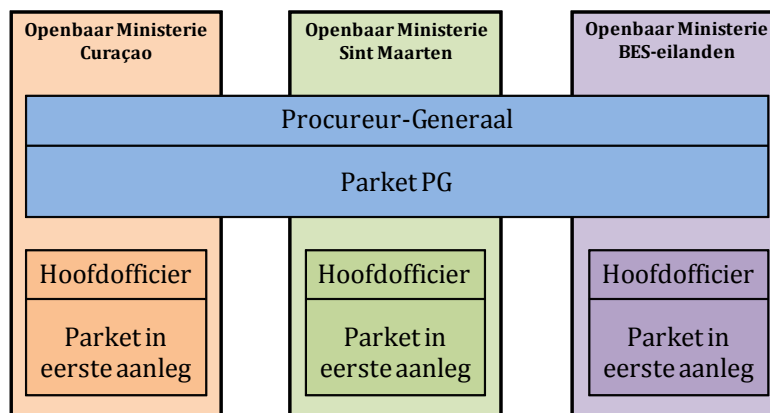 Openbaar Ministerie
Curaçao
Openbaar Ministerie
Sint Maarten
Openbaar Ministerie
BES-eilanden
Procureur-Generaal
Parket PG
Hoofdofficier
Parket in
eerste aanleg
Hoofdofficier
Parket in
eerste aanleg
Hoofdofficier
Parket in
eerste aanleg